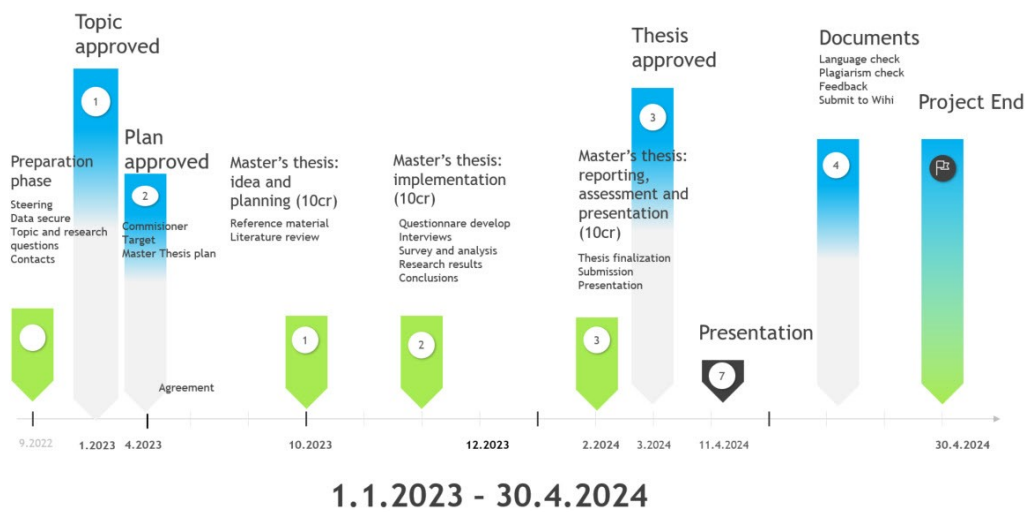 Topic
approved
1
Preparation
phase
Steering
Data secure
Topic and research
questions
Contacts
Plan
approved
2
Commisioner
Target
Master Thesis plan
Agreement
Master's thesis:
idea and
planning (10cr)
Reference material
Literature review
1
Master's thesis:
implementation
(10cr)
Questionnare develop
Interviews
Survey and analysis
Research results
Conclusions
2
Master's thesis:
reporting,
assessment and
presentation
(10cr)
Thesis finalization
Submission
Presentation
3
Thesis
approved
3
Presentation
7
Documents
Language check
Plagiarism check
Feedback
Submit to Wihi
4
Project End
9.2022
1.2023
4.2023
10.2023
12.2023
2.2024
3.2024
11.4.2024
30.4.2024
1.1.2023 - 30.4.2024